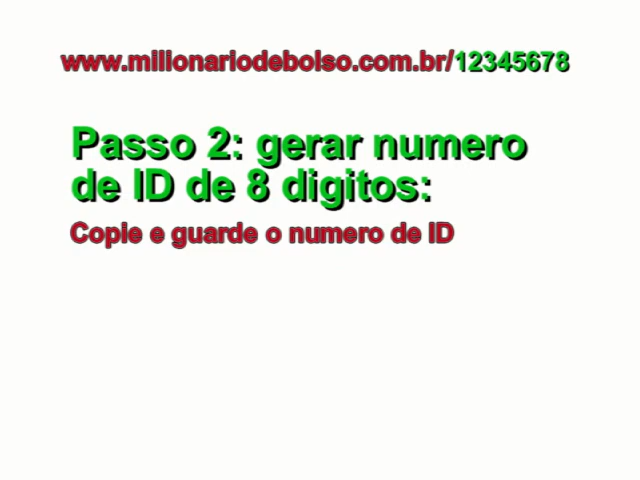 www.milionariodebolso.com.br/12345678
Passo 2: gerar numero
de ID de 8 digitos:
Copie e guarde o numero de ID